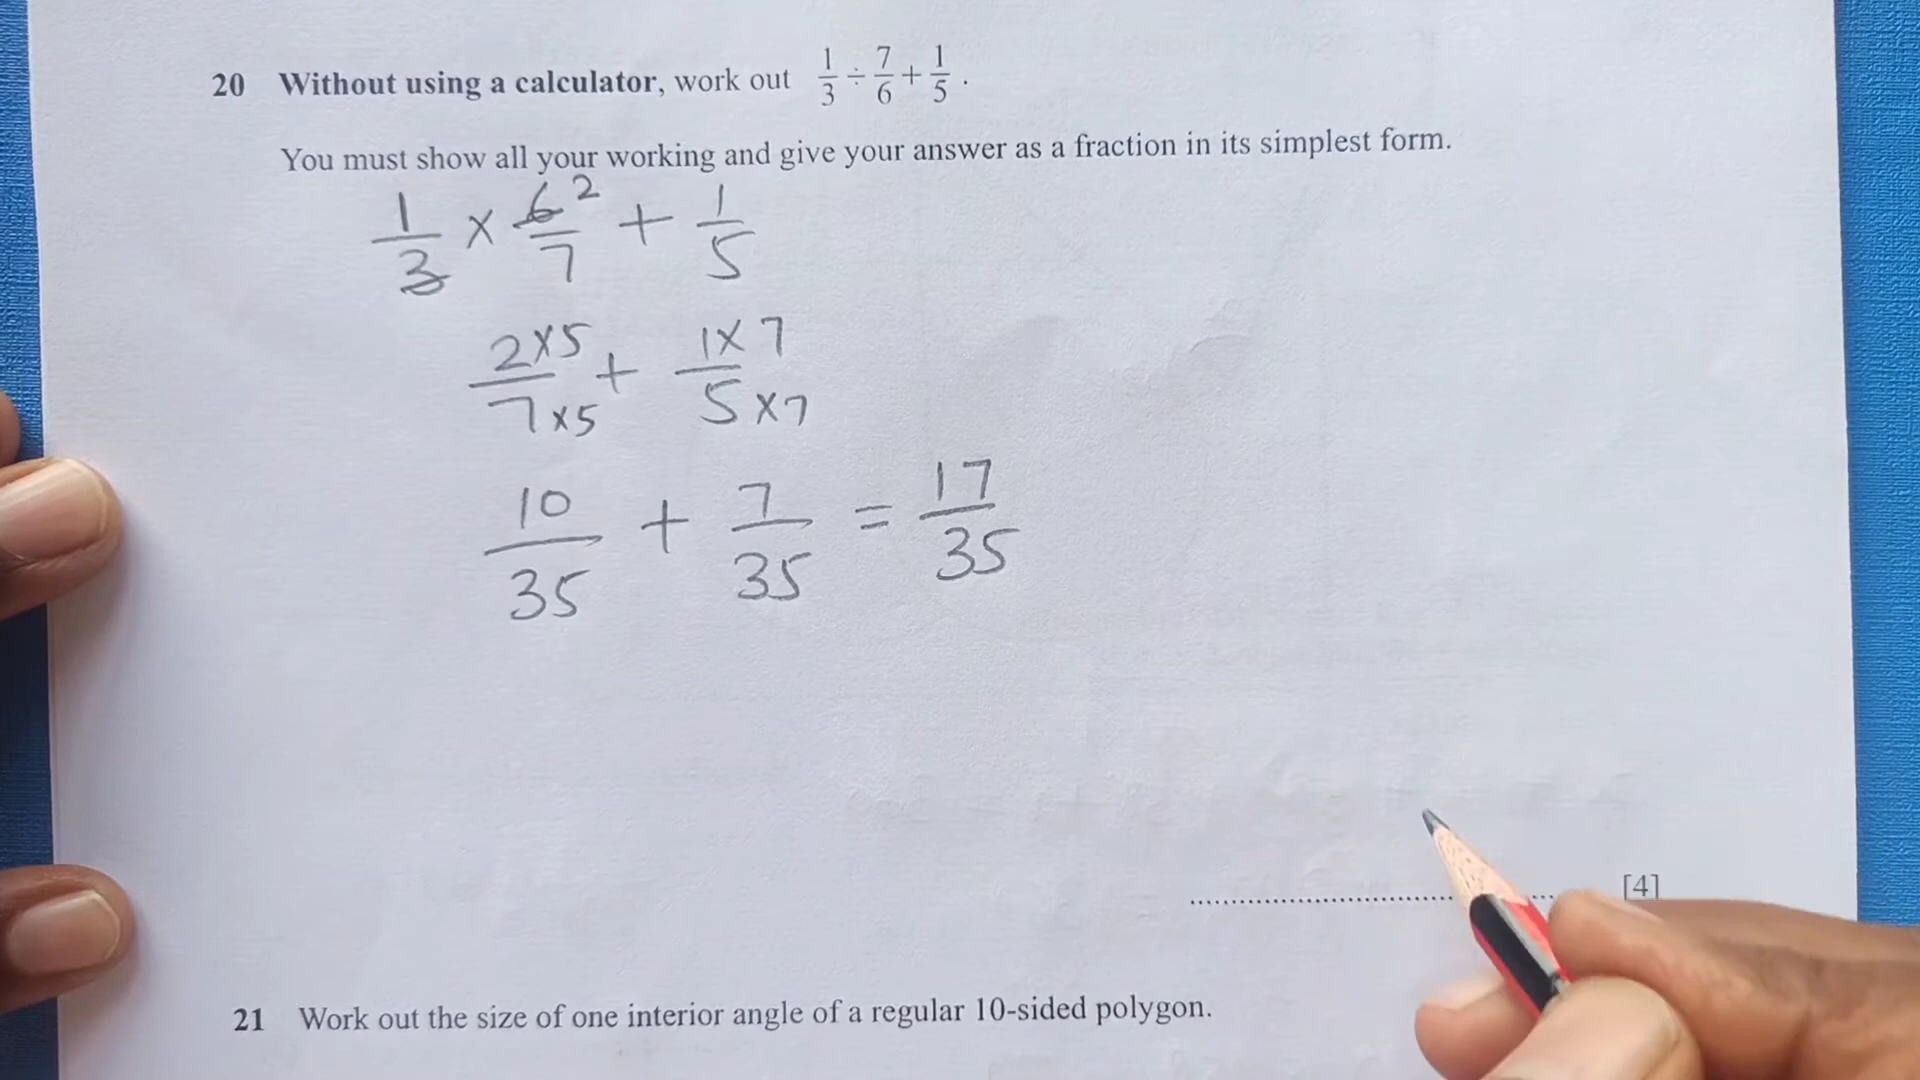 20 Without using a calculator, work out 1/3 ÷ 7/6 + 1/5 .
You must show all your working and give your answer as a fraction in its simplest form.
1/3 × 6/7 2 + 1/5
2×5/7×5 + 1×7/5×7
10/35 + 7/35 = 17/35
[4]
21 Work out the size of one interior angle of a regular 10-sided polygon.